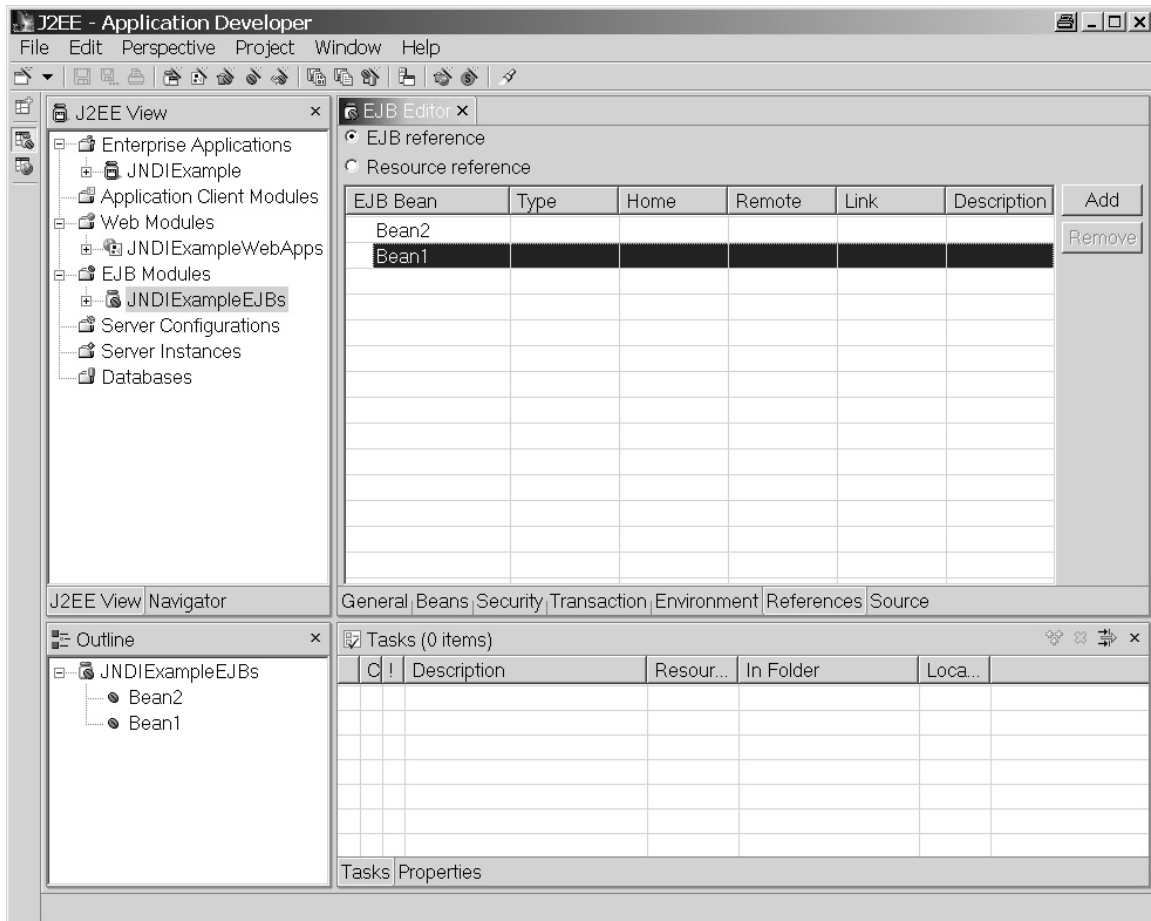 J2EE - Application Developer
File Edit Perspective Project Window Help
J2EE View
Enterprise Applications
JNDIExample
Application Client Modules
Web Modules
JNDIExampleWebApps
EJB Modules
JNDIExampleEJBs
Server Configurations
Server Instances
Databases
J2EE View Navigator
EJB Editor
EJB reference
Resource reference
EJB Bean Type Home Remote Link Description
Bean2
Bean1
Add
Remove
General Beans Security Transaction Environment References Source
Outline
JNDIExampleEJBs
Bean2
Bean1
Tasks (0 items)
C ! Description Resour... In Folder Loca...
Tasks Properties